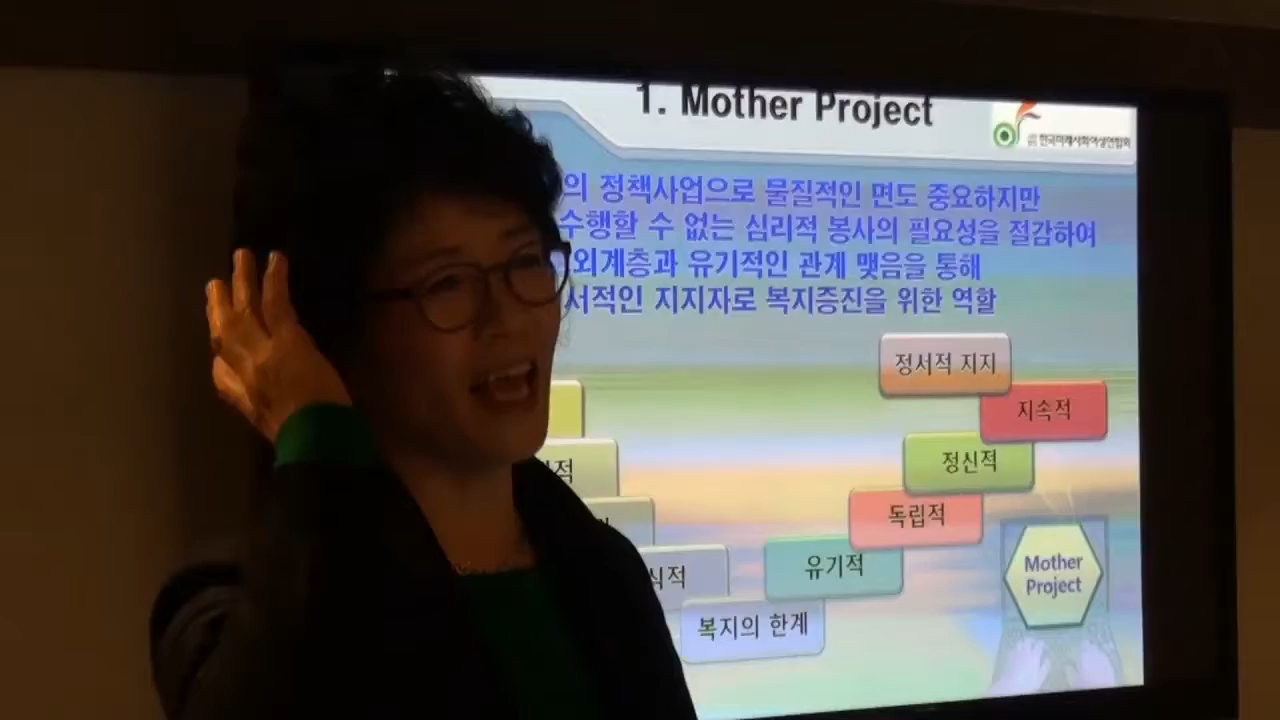 1. Mother Project
한국미래사회여성연합회
의 정책사업으로 물질적인 면도 중요하지만
수행할 수 없는 심리적 봉사의 필요성을 절감하여
외계층과 유기적인 관계 맺음을 통해
서적인 지지자로 복지증진을 위한 역할
정서적 지지
지속적
정신적
독립적
유기적
식적
복지의 한계
Mother
Project